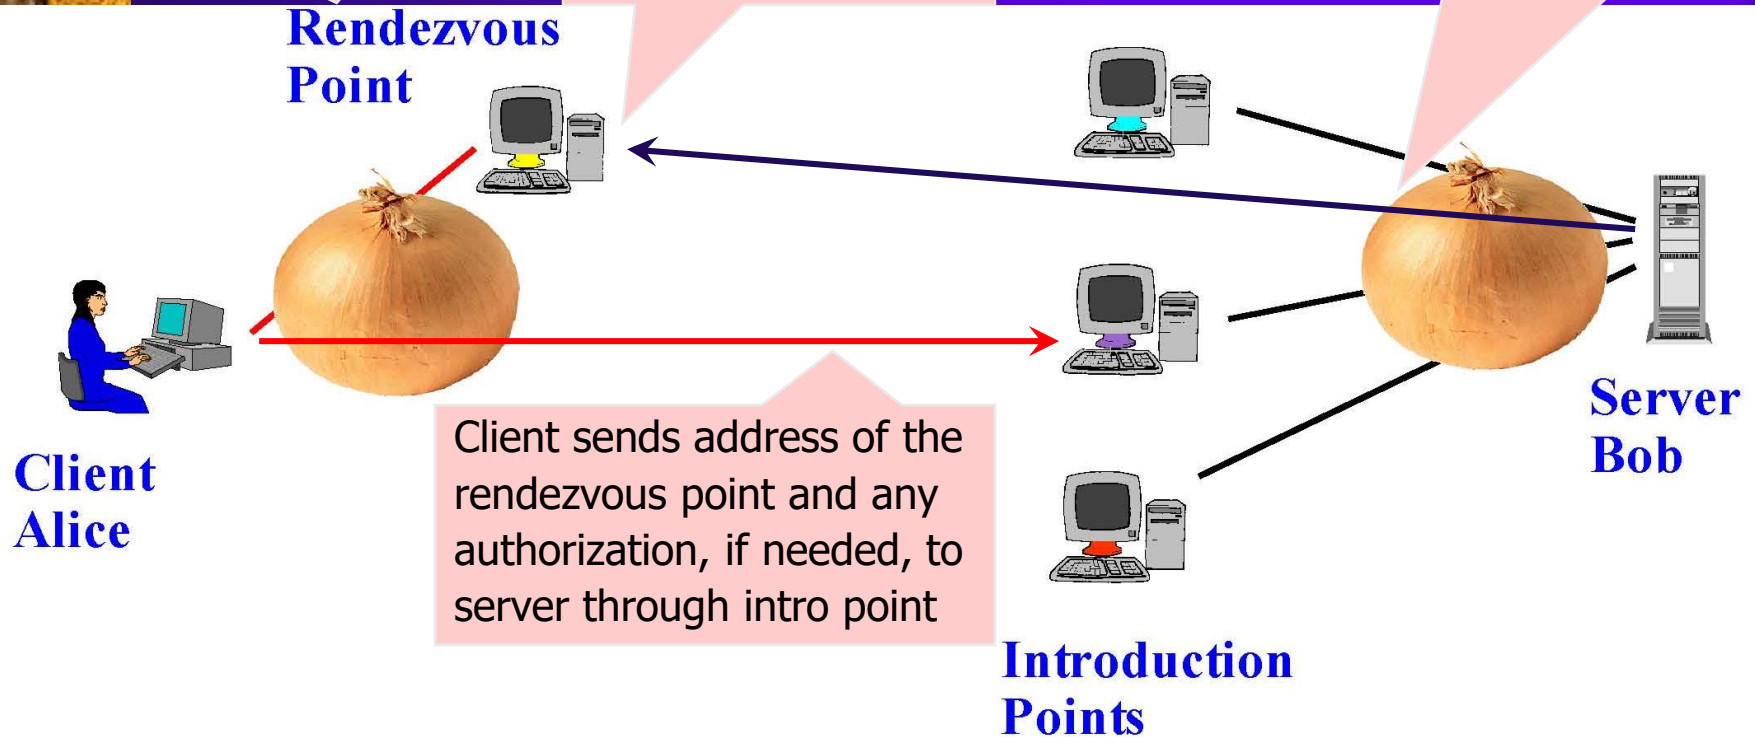 Rendezvous
Point
Client sends address of the
rendezvous point and any
authorization, if needed, to
server through intro point
Client
Alice
Server
Bob
Introduction
Points